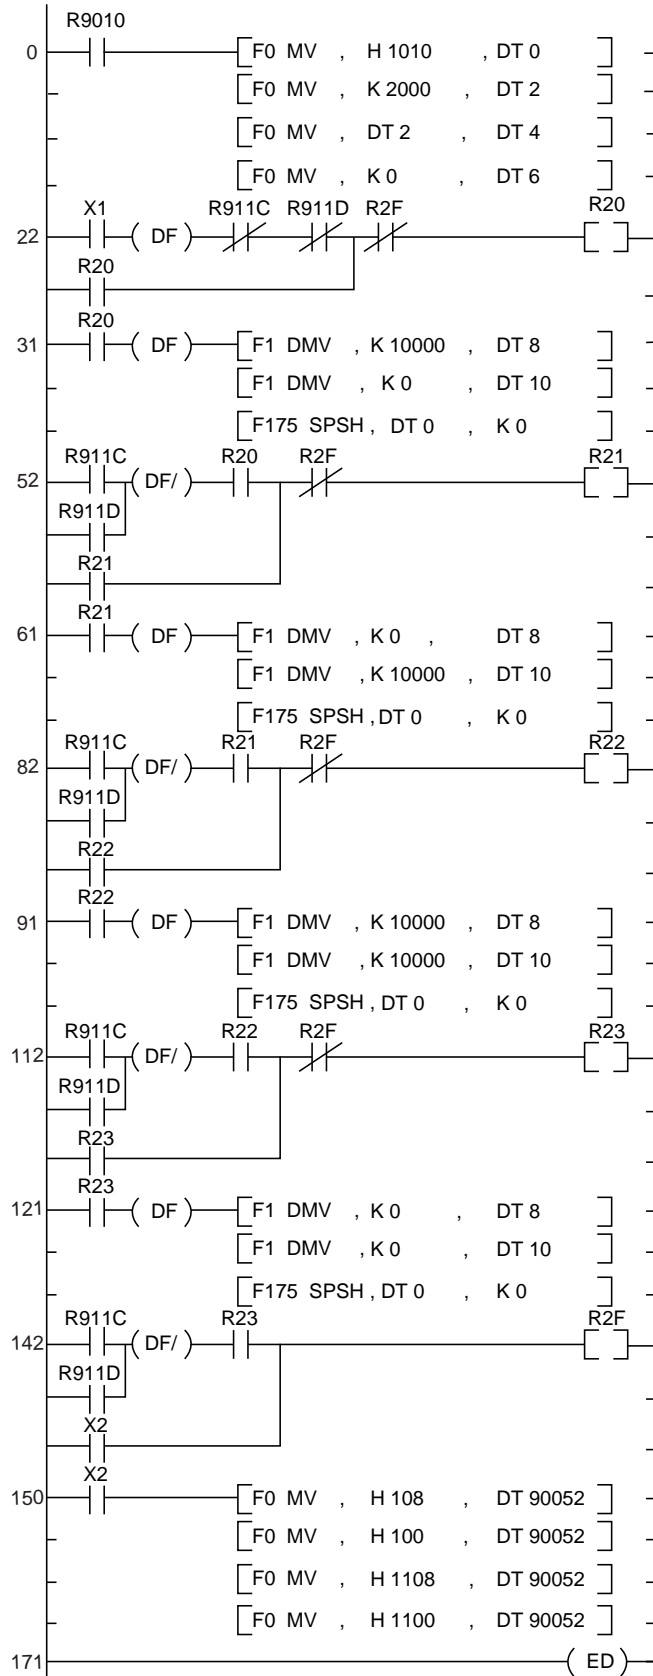 R9010
0 F0 MV , H 1010 , DT 0
F0 MV , K 2000 , DT 2
F0 MV , DT 2 , DT 4
F0 MV , K 0 , DT 6
X1 R911C R911D R2F R20
22 ( DF )
R20
R20
31 ( DF ) F1 DMV , K 10000 , DT 8
F1 DMV , K 0 , DT 10
F175 SPSH , DT 0 , K 0
R911C R20 R2F R21
52 ( DF/ )
R911D
R21
R21
61 ( DF ) F1 DMV , K 0 , DT 8
F1 DMV , K 10000 , DT 10
F175 SPSH , DT 0 , K 0
R911C R21 R2F R22
82 ( DF/ )
R911D
R22
R22
91 ( DF ) F1 DMV , K 10000 , DT 8
F1 DMV , K 10000 , DT 10
F175 SPSH , DT 0 , K 0
R911C R22 R2F R23
112 ( DF/ )
R911D
R23
R23
121 ( DF ) F1 DMV , K 0 , DT 8
F1 DMV , K 0 , DT 10
F175 SPSH , DT 0 , K 0
R911C R23 R2F
142 ( DF/ )
R911D
X2
X2
150 F0 MV , H 108 , DT 90052
F0 MV , H 100 , DT 90052
F0 MV , H 1108 , DT 90052
F0 MV , H 1100 , DT 90052
171 ( ED )